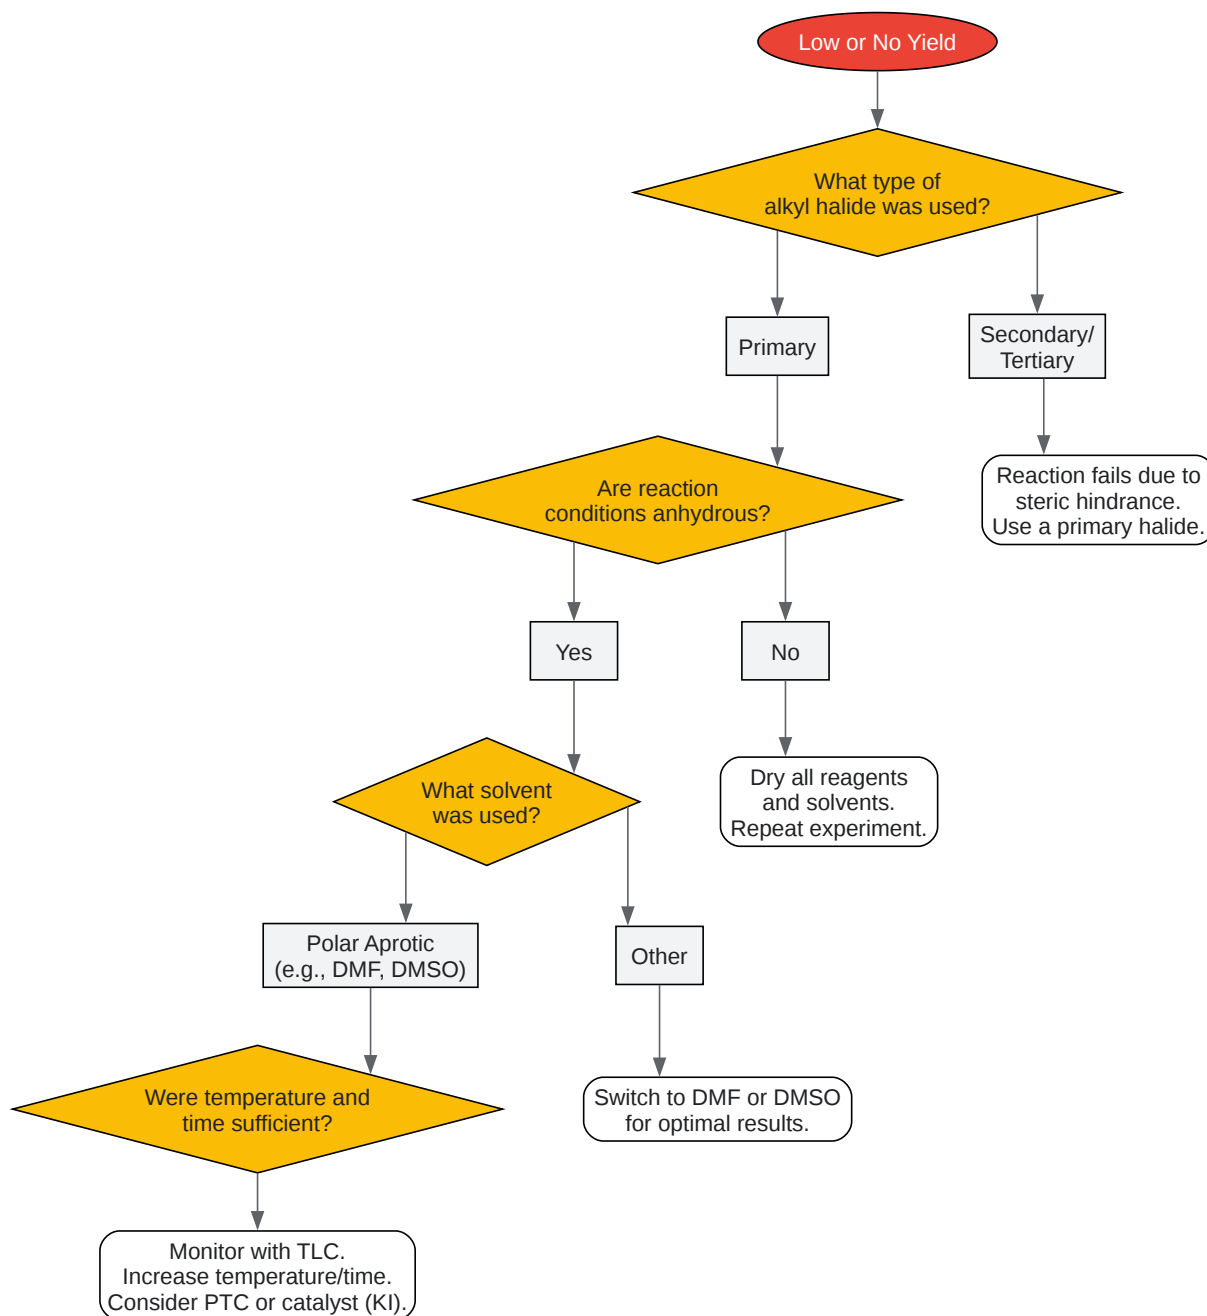 Low or No Yield
What type of
alkyl halide was used?
Primary
Secondary/
Tertiary
Are reaction
conditions anhydrous?
Reaction fails due to
steric hindrance.
Use a primary halide.
Yes
No
What solvent
was used?
Dry all reagents
and solvents.
Repeat experiment.
Polar Aprotic
(e.g., DMF, DMSO)
Other
Were temperature and
time sufficient?
Switch to DMF or DMSO
for optimal results.
Monitor with TLC.
Increase temperature/time.
Consider PTC or catalyst (KI).